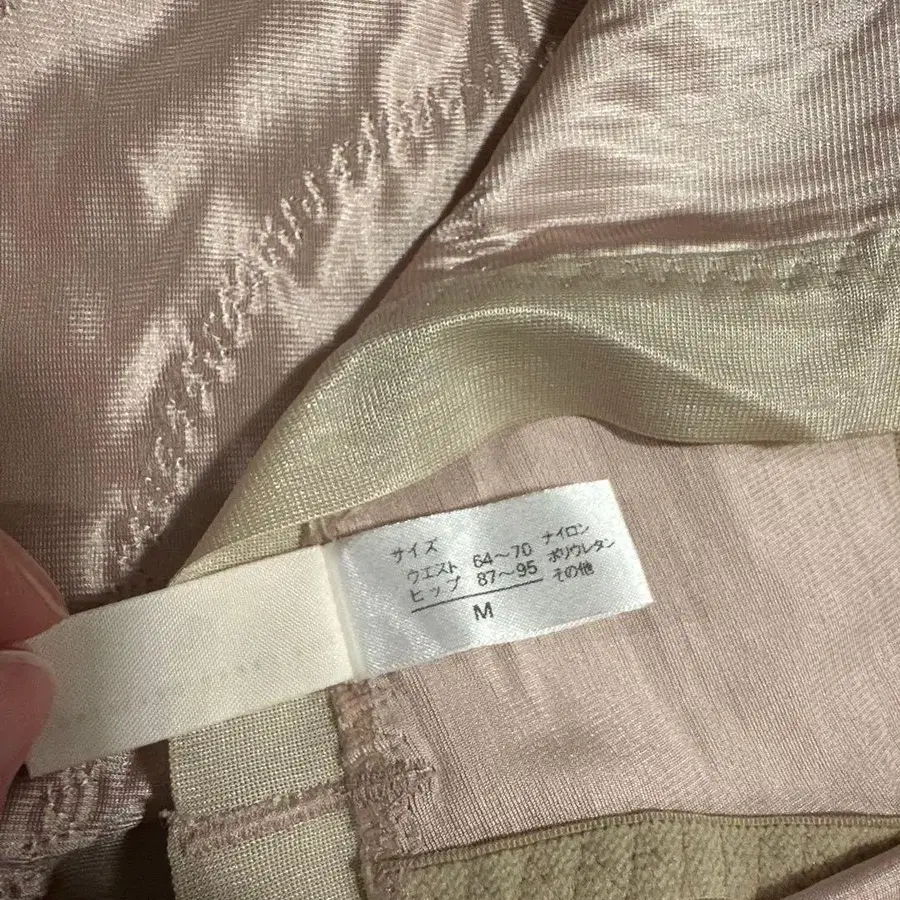 サイズ
ウエスト 64～70
ヒップ 87～95
M
ナイロン
ポリウレタン
その他